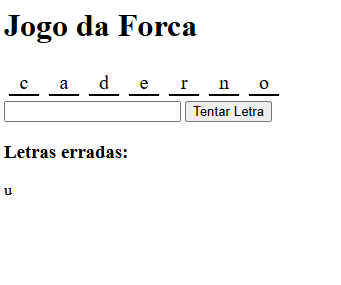 Jogo da Forca
c a d e r n o
Tentar Letra
Letras erradas:
u